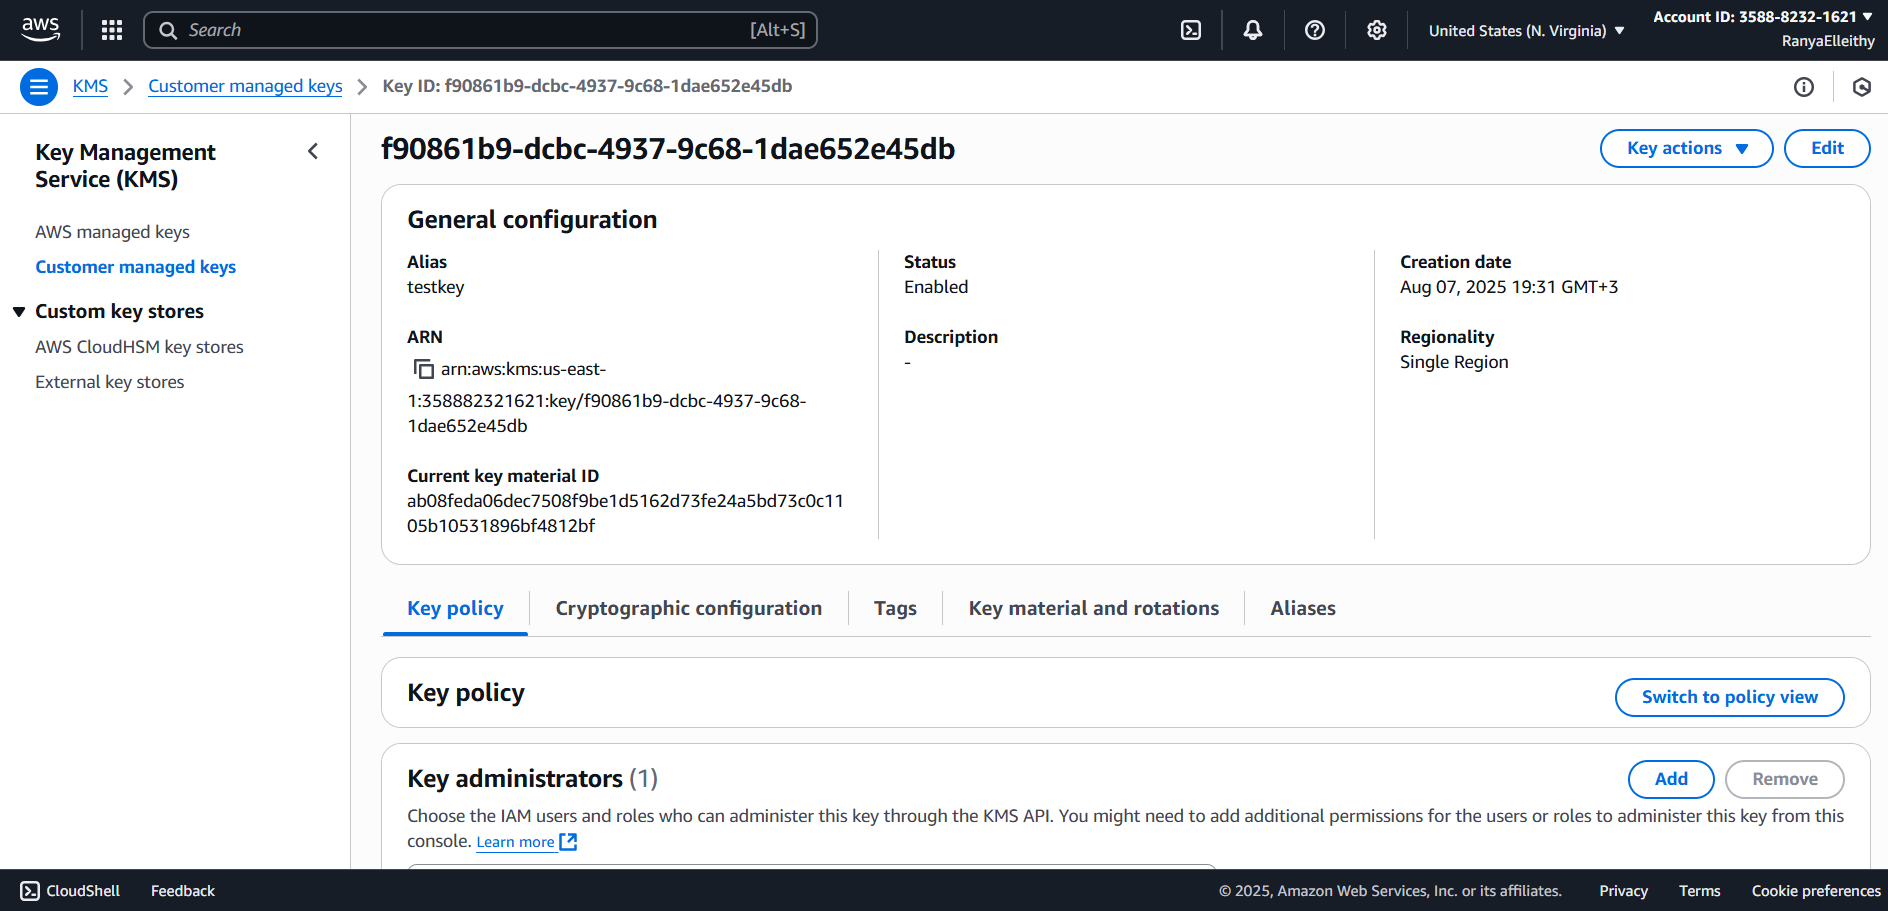 aws
Search
[Alt+S]
United States (N. Virginia)
Account ID: 3588-8232-1621
RanyaElleithy
KMS
Customer managed keys
Key ID: f90861b9-dcbc-4937-9c68-1dae652e45db
Key Management
Service (KMS)
AWS managed keys
Customer managed keys
Custom key stores
AWS CloudHSM key stores
External key stores
f90861b9-dcbc-4937-9c68-1dae652e45db
Key actions
Edit
General configuration
Alias
testkey
ARN
arn:aws:kms:us-east-
1:358882321621:key/f90861b9-dcbc-4937-9c68-
1dae652e45db
Current key material ID
ab08feda06dec7508f9be1d5162d73fe24a5bd73c0c11
05b10531896bf4812bf
Status
Enabled
Description
-
Creation date
Aug 07, 2025 19:31 GMT+3
Regionality
Single Region
Key policy
Cryptographic configuration
Tags
Key material and rotations
Aliases
Key policy
Switch to policy view
Key administrators (1)
Add
Remove
Choose the IAM users and roles who can administer this key through the KMS API. You might need to add additional permissions for the users or roles to administer this key from this
console. Learn more
CloudShell
Feedback
© 2025, Amazon Web Services, Inc. or its affiliates.
Privacy
Terms
Cookie preferences